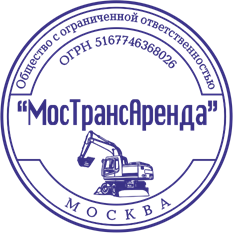 Общество с ограниченной ответственностью
ОГРН 5167746368026
“МосТрансАренда”
МОСКВА